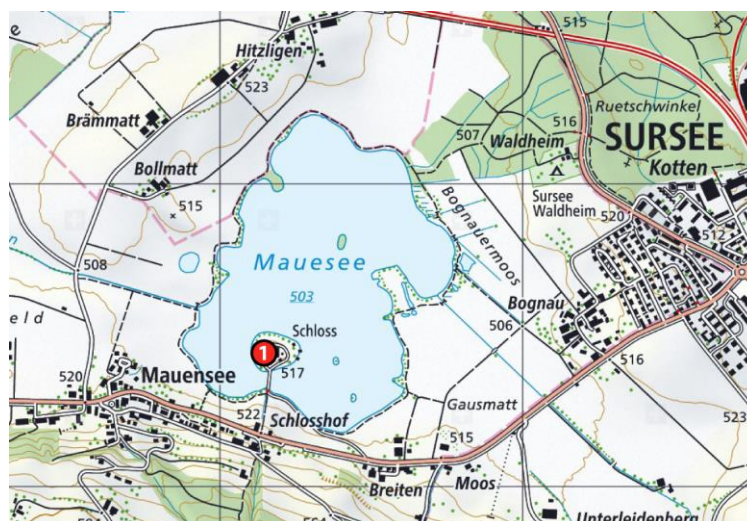 515
Hitzligen
523
Ruetschwinkel
516
507
Waldheim
SURSEE
Kotten
Brämmatt
Bollmatt
515
Bognauermoos
Sursee
Waldheim
520
512
Mauesee
508
503
Bognau
506
eld
Schloss
1
517
516
Mauensee
520
522
Schlosshof
Gausmatt
515
523
Breiten
Moos
Unterleidenberg